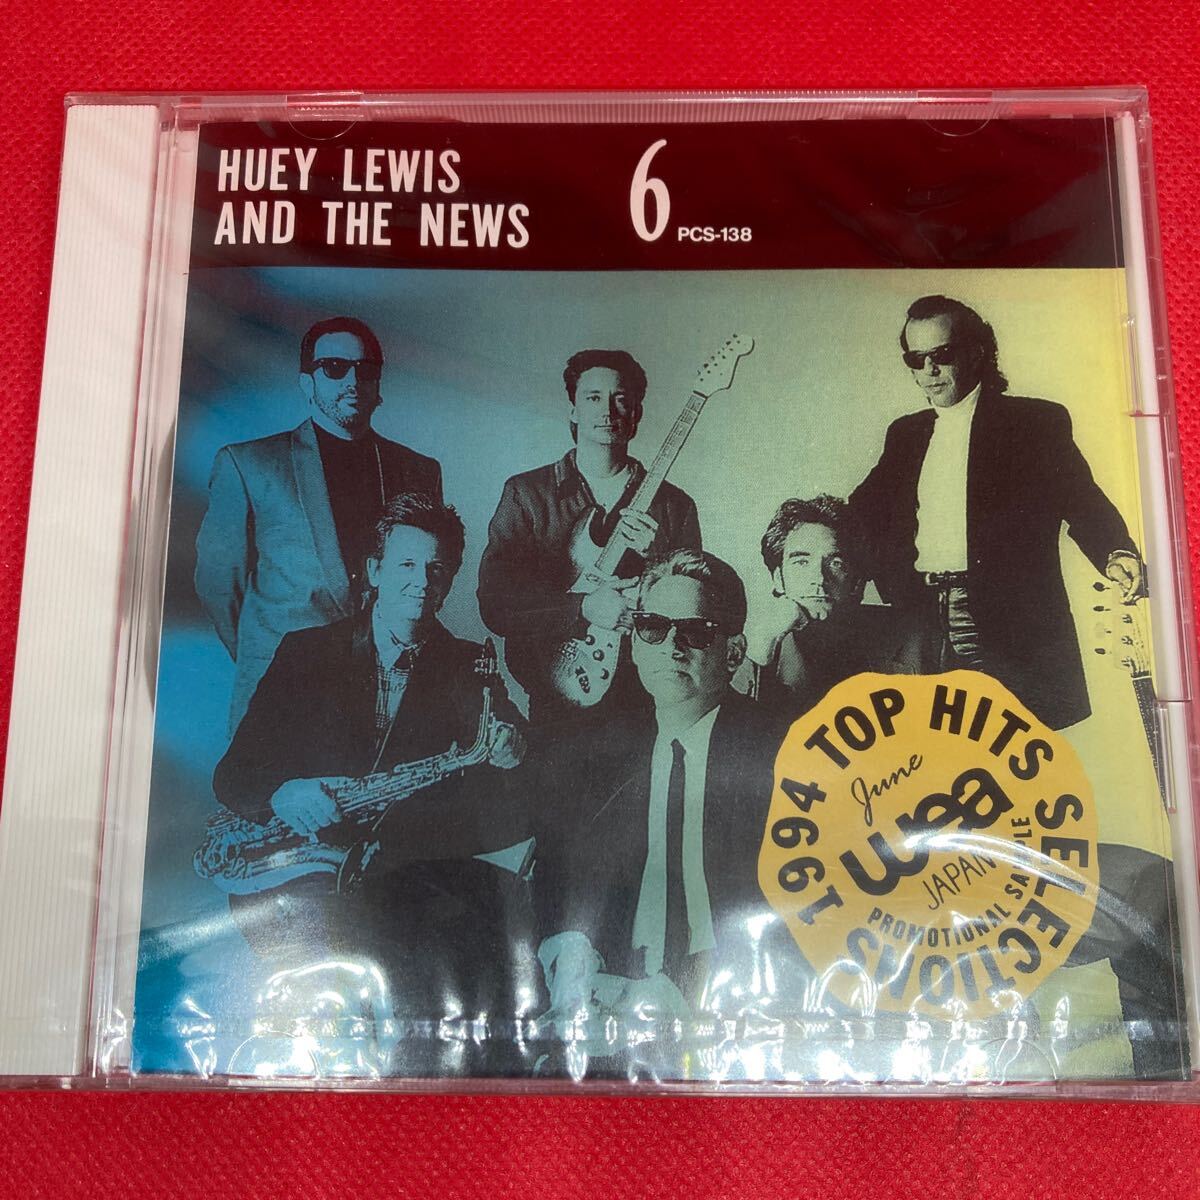 HUEY LEWIS
AND THE NEWS
6
PCS-138
1994 TOP HITS SELECTIONS
June
wea
JAPAN
PROMOTIONAL SAMPLE